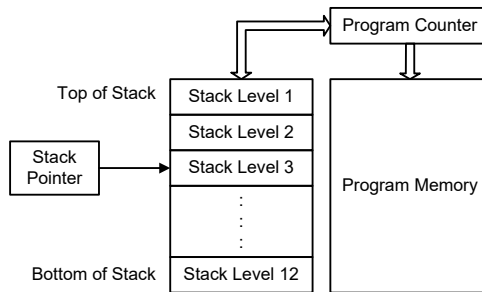 Program Counter
Top of Stack
Stack Level 1
Stack Level 2
Stack
Pointer
Stack Level 3
Program Memory
:
:
:
Bottom of Stack
Stack Level 12